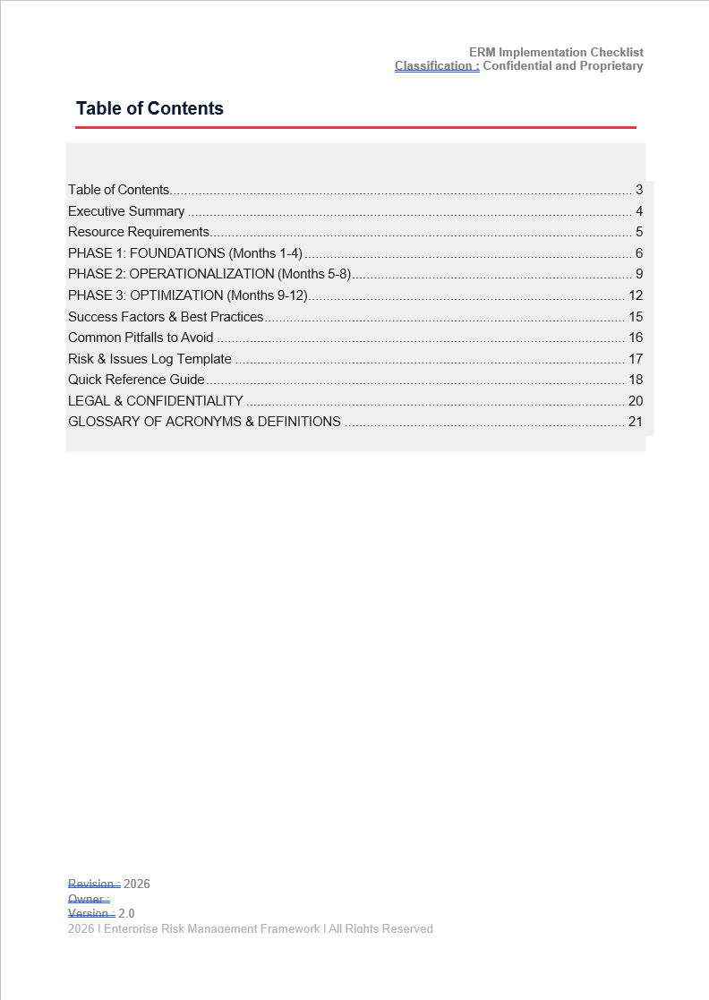 ERM Implementation Checklist
Classification : Confidential and Proprietary
Table of Contents
Table of Contents........................................ 3
Executive Summary ........................................ 4
Resource Requirements........................................ 5
PHASE 1: FOUNDATIONS (Months 1-4)........................................ 6
PHASE 2: OPERATIONALIZATION (Months 5-8)........................................ 9
PHASE 3: OPTIMIZATION (Months 9-12)........................................ 12
Success Factors & Best Practices........................................ 15
Common Pitfalls to Avoid ........................................ 16
Risk & Issues Log Template ........................................ 17
Quick Reference Guide........................................ 18
LEGAL & CONFIDENTIALITY ........................................ 20
GLOSSARY OF ACRONYMS & DEFINITIONS ........................................ 21
Revision : 2026
Owner :
Version : 2.0
2026 | Enterprise Risk Management Framework | All Rights Reserved